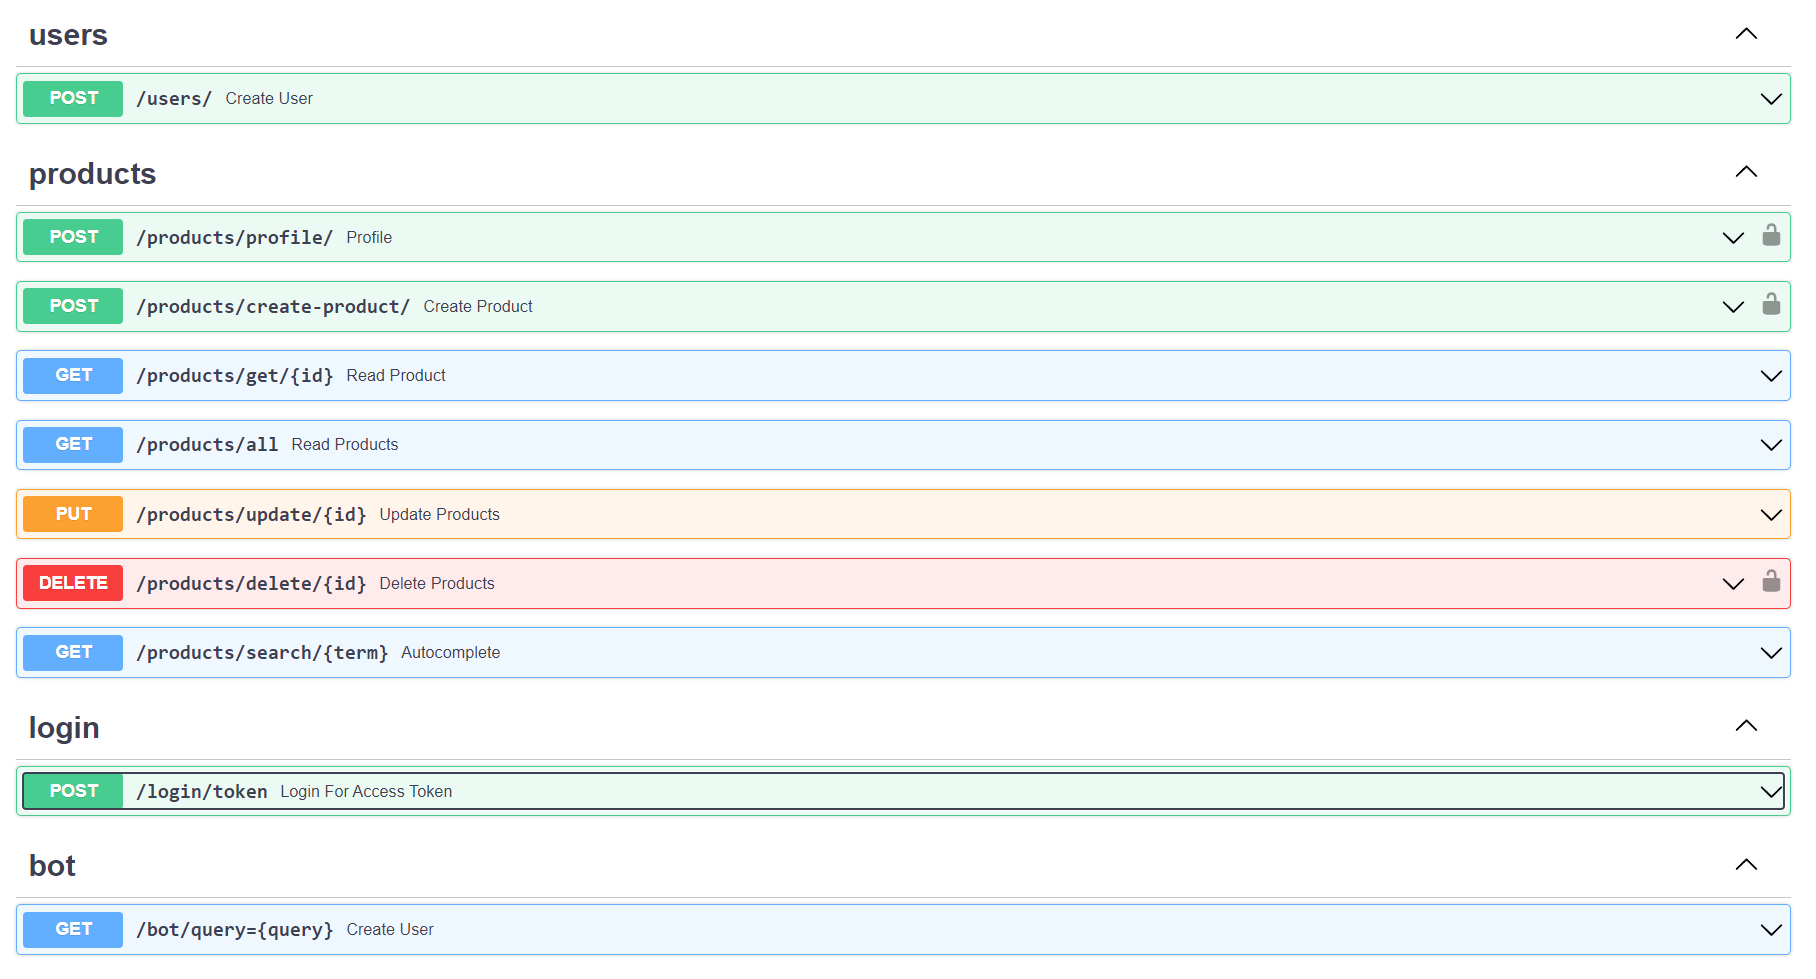 users
POST /users/ Create User
products
POST /products/profile/ Profile
POST /products/create-product/ Create Product
GET /products/get/{id} Read Product
GET /products/all Read Products
PUT /products/update/{id} Update Products
DELETE /products/delete/{id} Delete Products
GET /products/search/{term} Autocomplete
login
POST /login/token Login For Access Token
bot
GET /bot/query={query} Create User